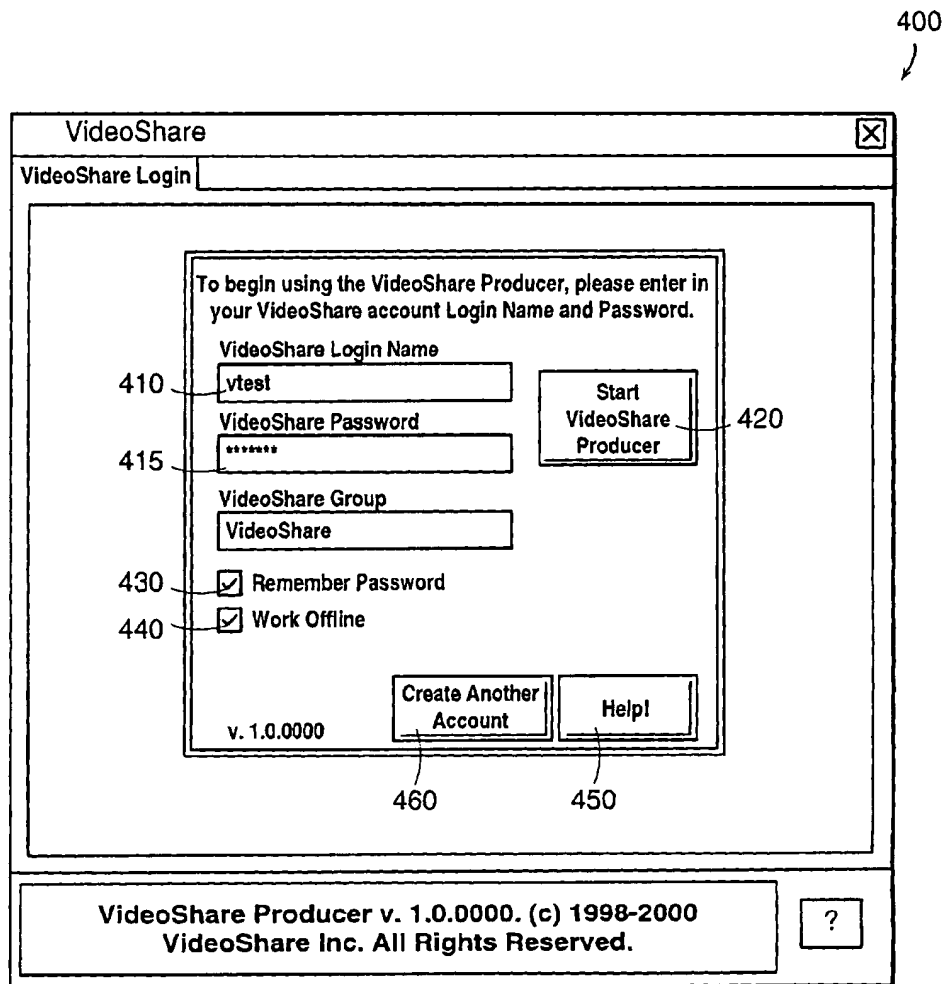 400
VideoShare
VideoShare Login
To begin using the VideoShare Producer, please enter in
your VideoShare account Login Name and Password.
VideoShare Login Name
410
vtest
Start
VideoShare
Producer
420
VideoShare Password
415
*******
VideoShare Group
VideoShare
430
Remember Password
440
Work Offline
Create Another
Account
Help!
v. 1.0.0000
460
450
VideoShare Producer v. 1.0.0000. (c) 1998-2000
VideoShare Inc. All Rights Reserved.
?